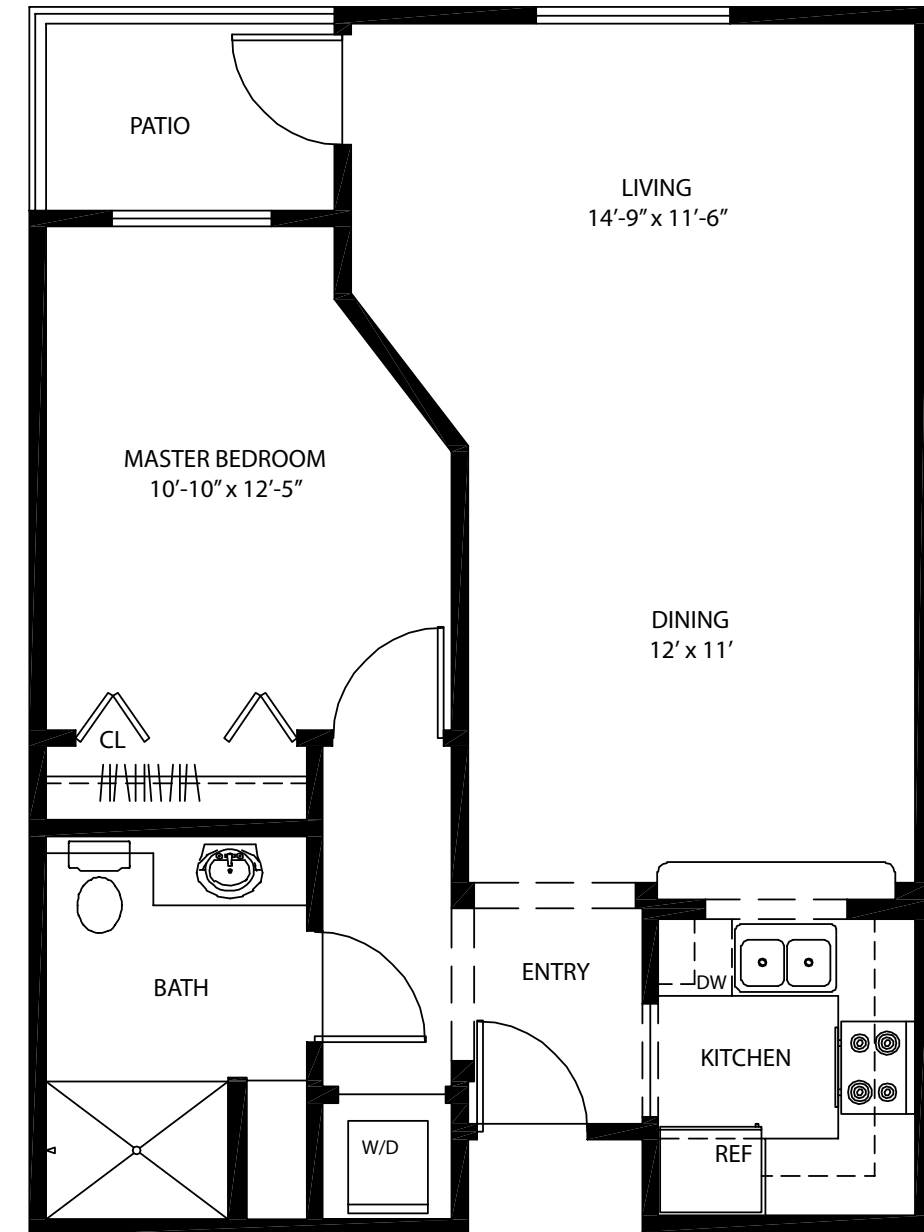 PATIO
LIVING
14’-9” x 11’-6”
MASTER BEDROOM
10’-10” x 12’-5”
DINING
12’ x 11’
CL
BATH
ENTRY
DW
KITCHEN
W/D
REF